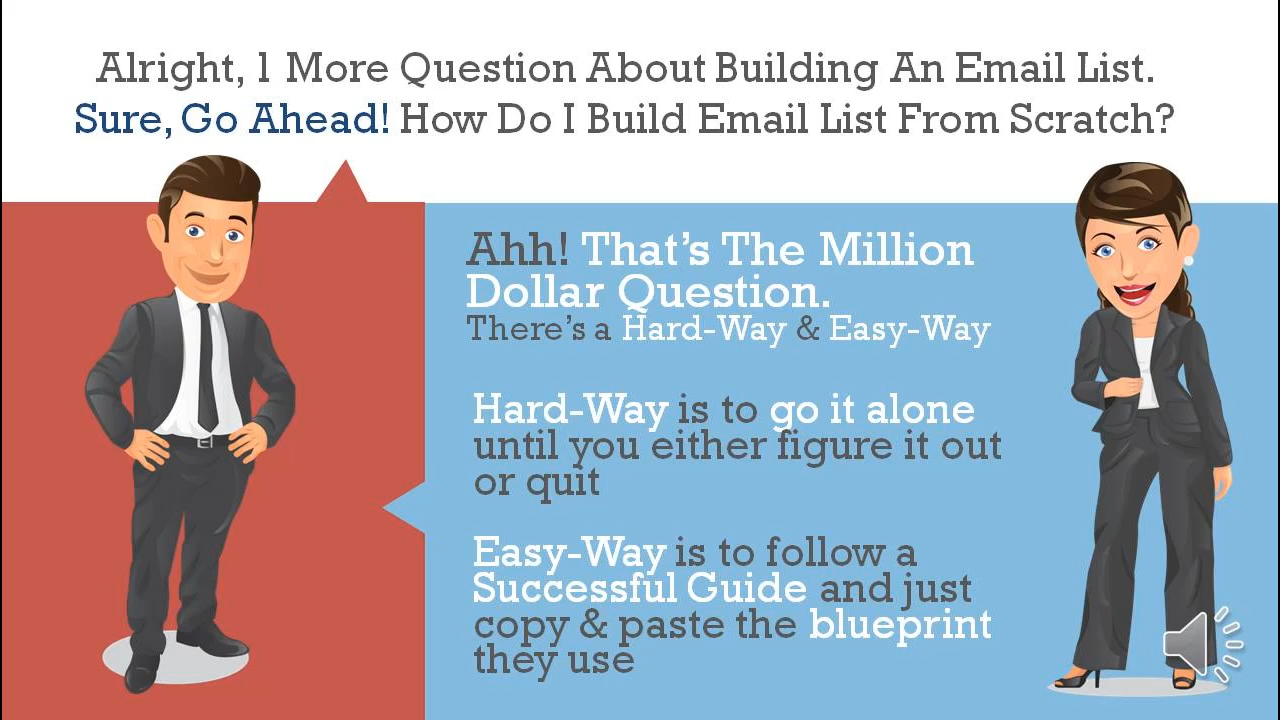 Alright, 1 More Question About Building An Email List.
Sure, Go Ahead! How Do I Build Email List From Scratch?
Ahh! That's The Million
Dollar Question.
There's a Hard-Way & Easy-Way
Hard-Way is to go it alone
until you either figure it out
or quit
Easy-Way is to follow a
Successful Guide and just
copy & paste the blueprint
they use